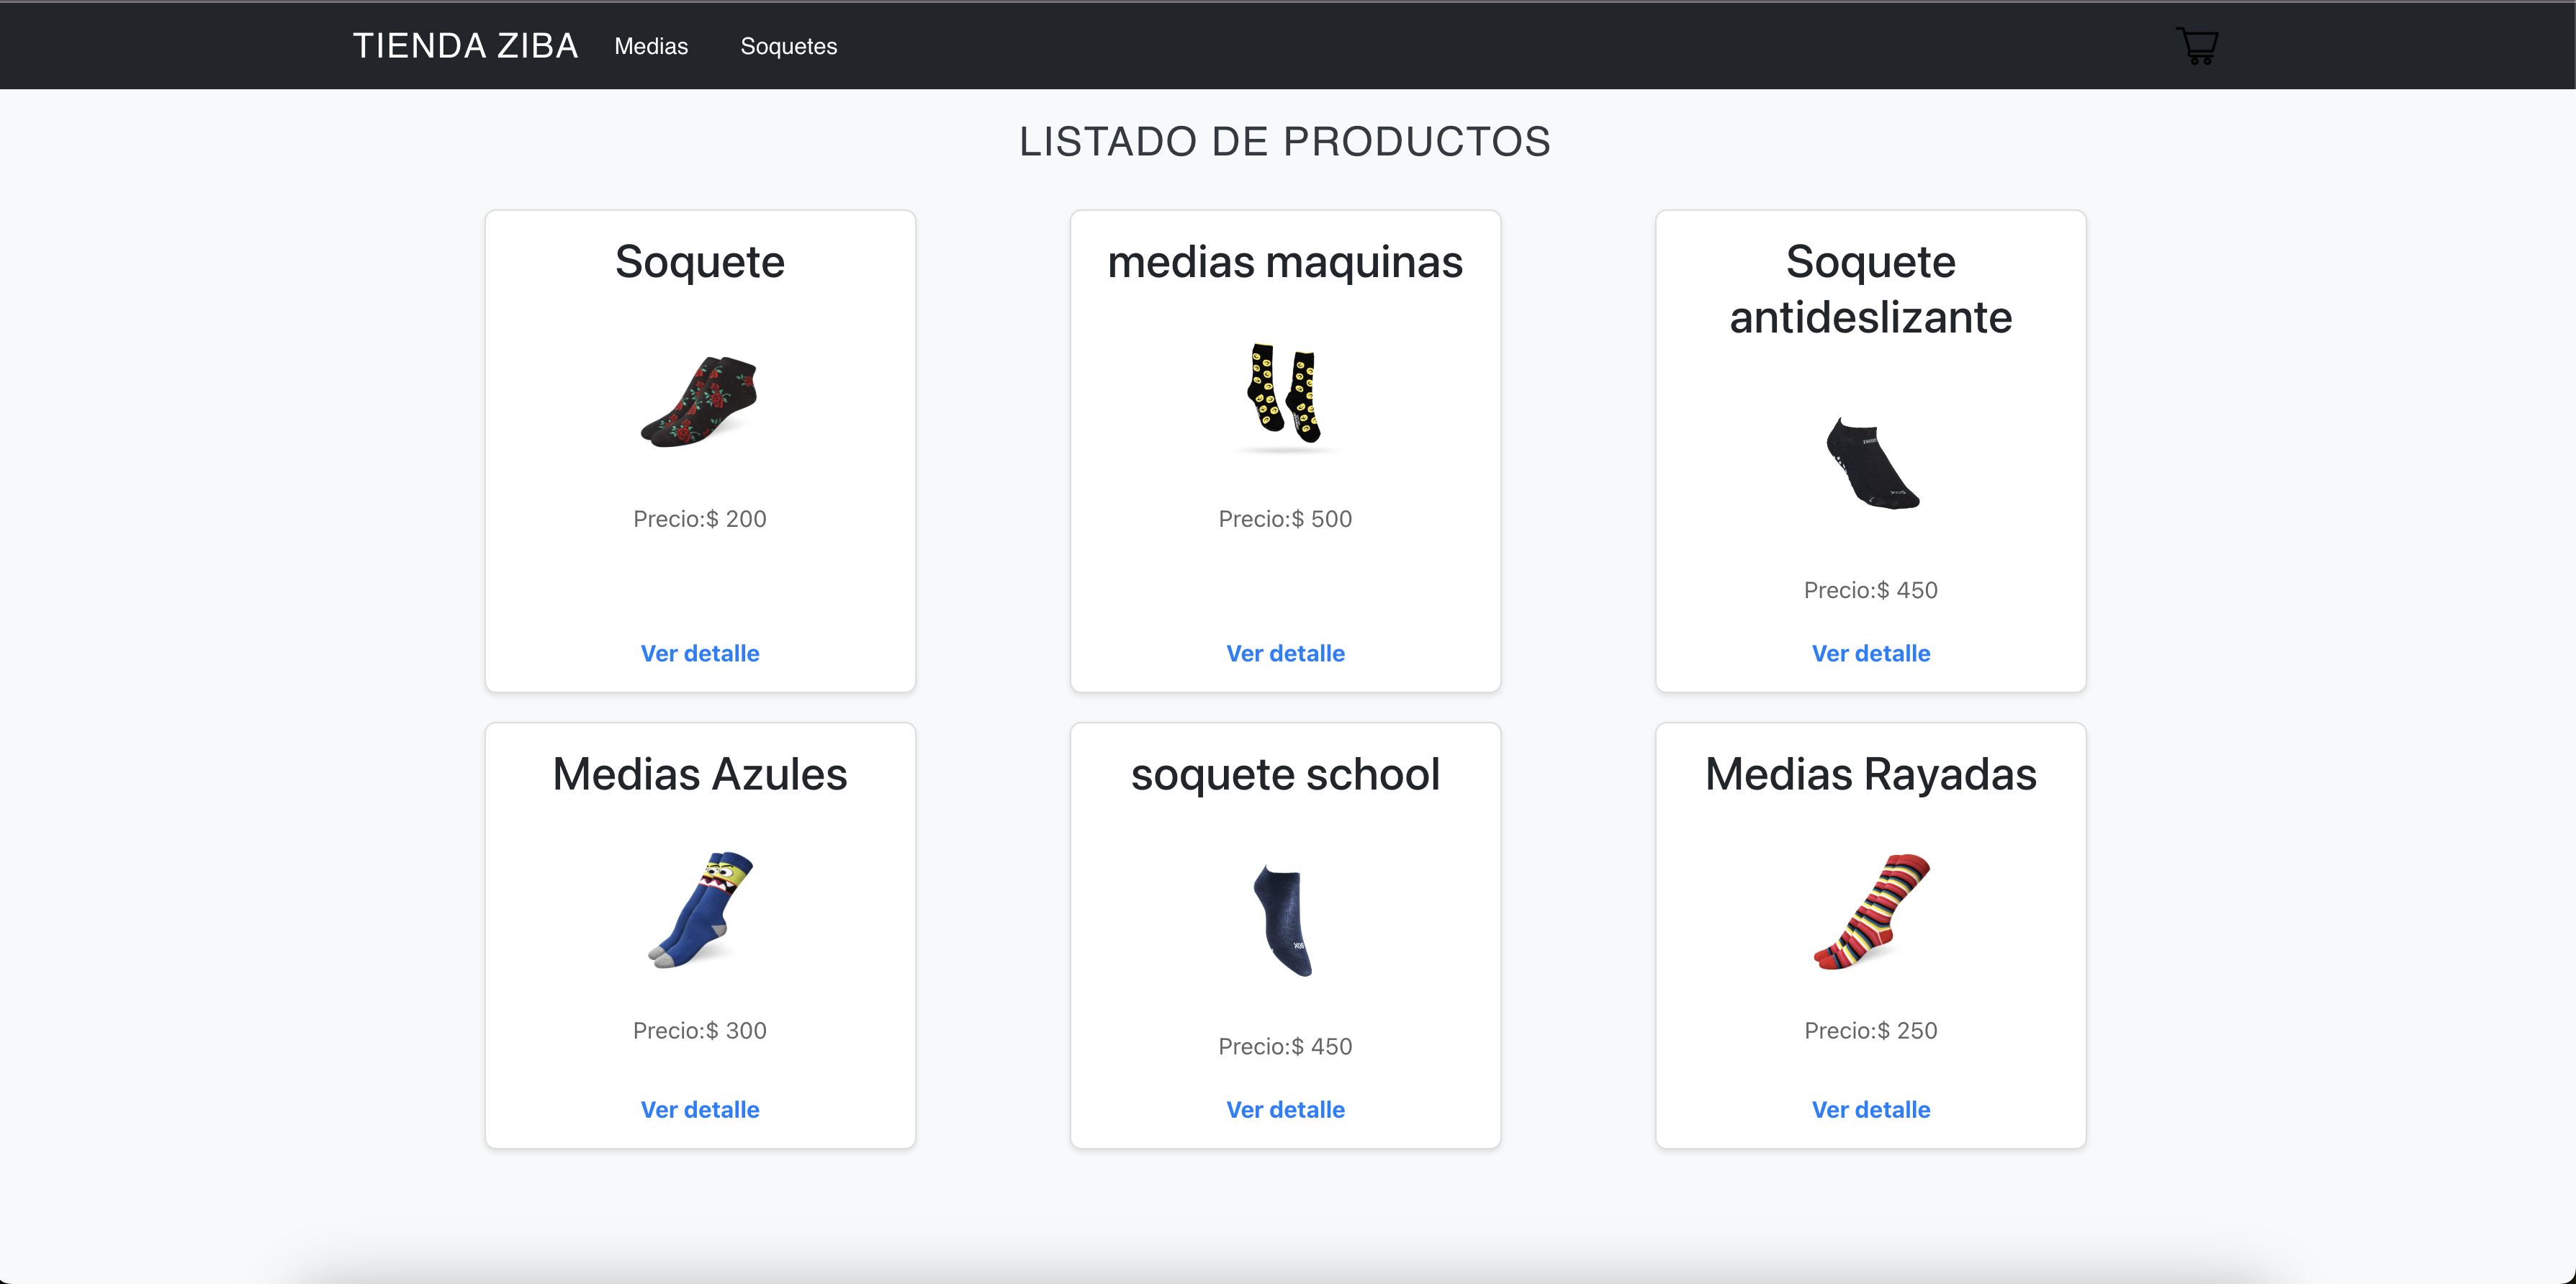 TIENDA ZIBA Medias Soquetes
LISTADO DE PRODUCTOS
Soquete
Precio:$ 200
Ver detalle
medias maquinas
Precio:$ 500
Ver detalle
Soquete
antideslizante
Precio:$ 450
Ver detalle
Medias Azules
Precio:$ 300
Ver detalle
soquete school
Precio:$ 450
Ver detalle
Medias Rayadas
Precio:$ 250
Ver detalle